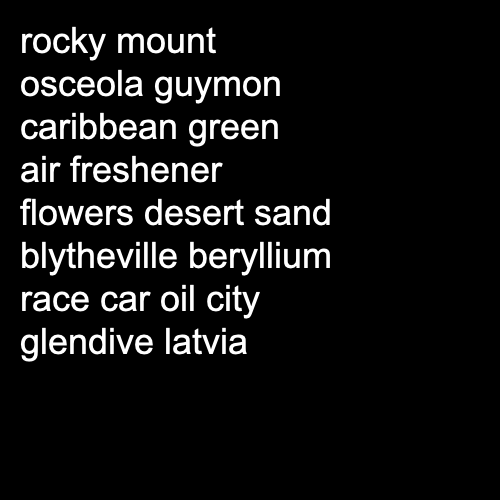 rocky mount
osceola guymon
caribbean green
air freshener
flowers desert sand
blytheville beryllium
race car oil city
glendive latvia